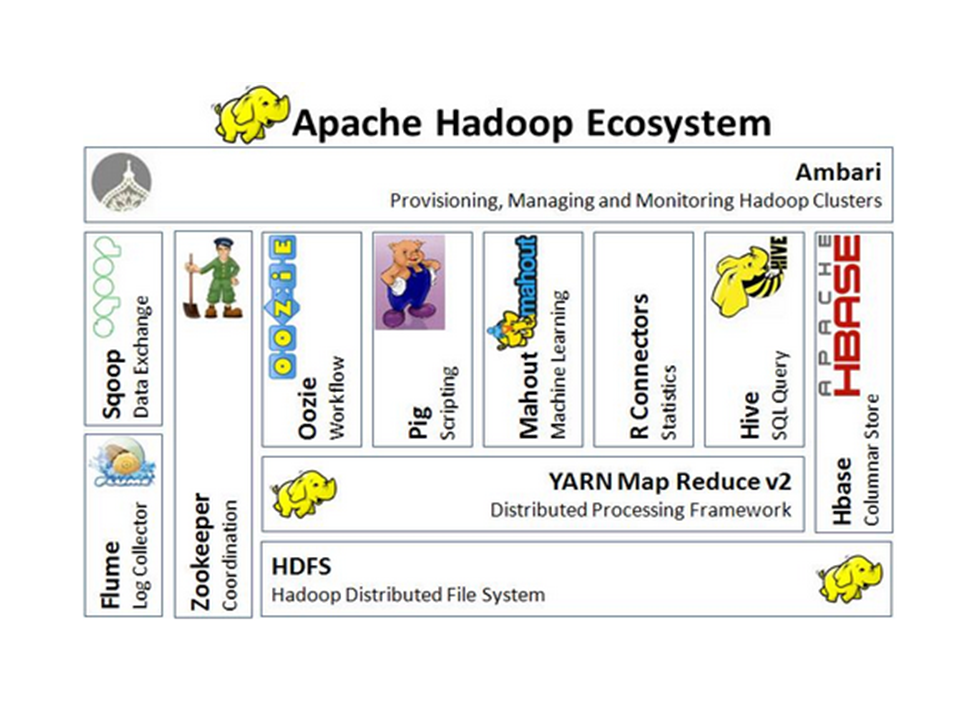 Apache Hadoop Ecosystem
Ambari
Provisioning, Managing and Monitoring Hadoop Clusters
sqoop
Sqoop
Data Exchange
Zookeeper
Coordination
OOZIE
Oozie
Workflow
Pig
Scripting
mahout
Mahout
Machine Learning
R Connectors
Statistics
HIVE
Hive
SQL Query
APACHE
HBASE
Hbase
Columnar Store
Flume
Log Collector
YARN Map Reduce v2
Distributed Processing Framework
HDFS
Hadoop Distributed File System